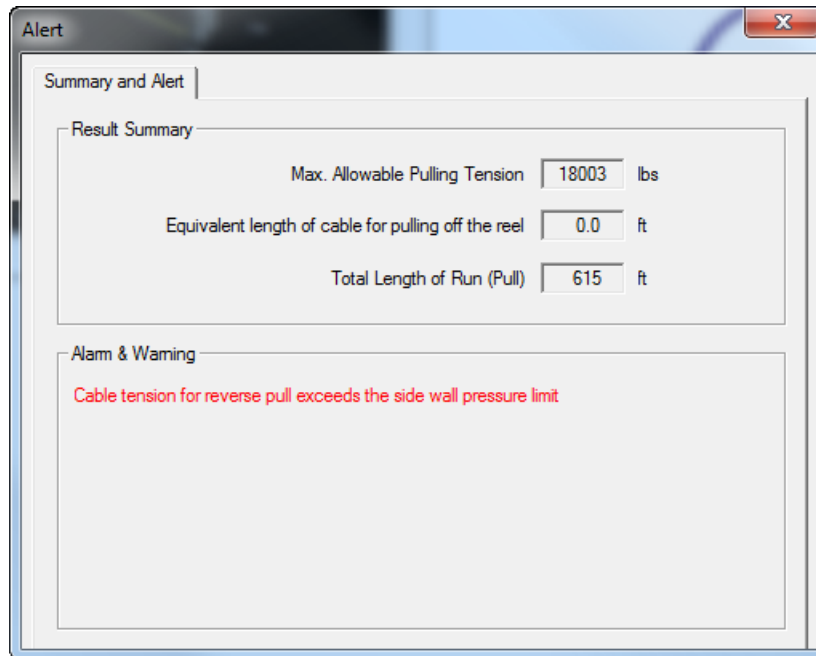 Alert
Summary and Alert
Result Summary
Max. Allowable Pulling Tension 18003 lbs
Equivalent length of cable for pulling off the reel 0.0 ft
Total Length of Run (Pull) 615 ft
Alarm & Warning
Cable tension for reverse pull exceeds the side wall pressure limit